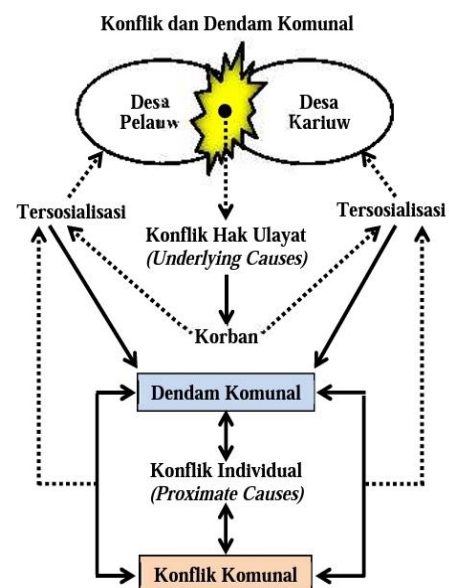 Konflik dan Dendam Komunal
Desa
Pelauw
Desa
Kariuw
Tersosialisasi
Tersosialisasi
Konflik Hak Ulayat
(Underlying Causes)
Korban
Dendam Komunal
Konflik Individual
(Proximate Causes)
Konflik Komunal